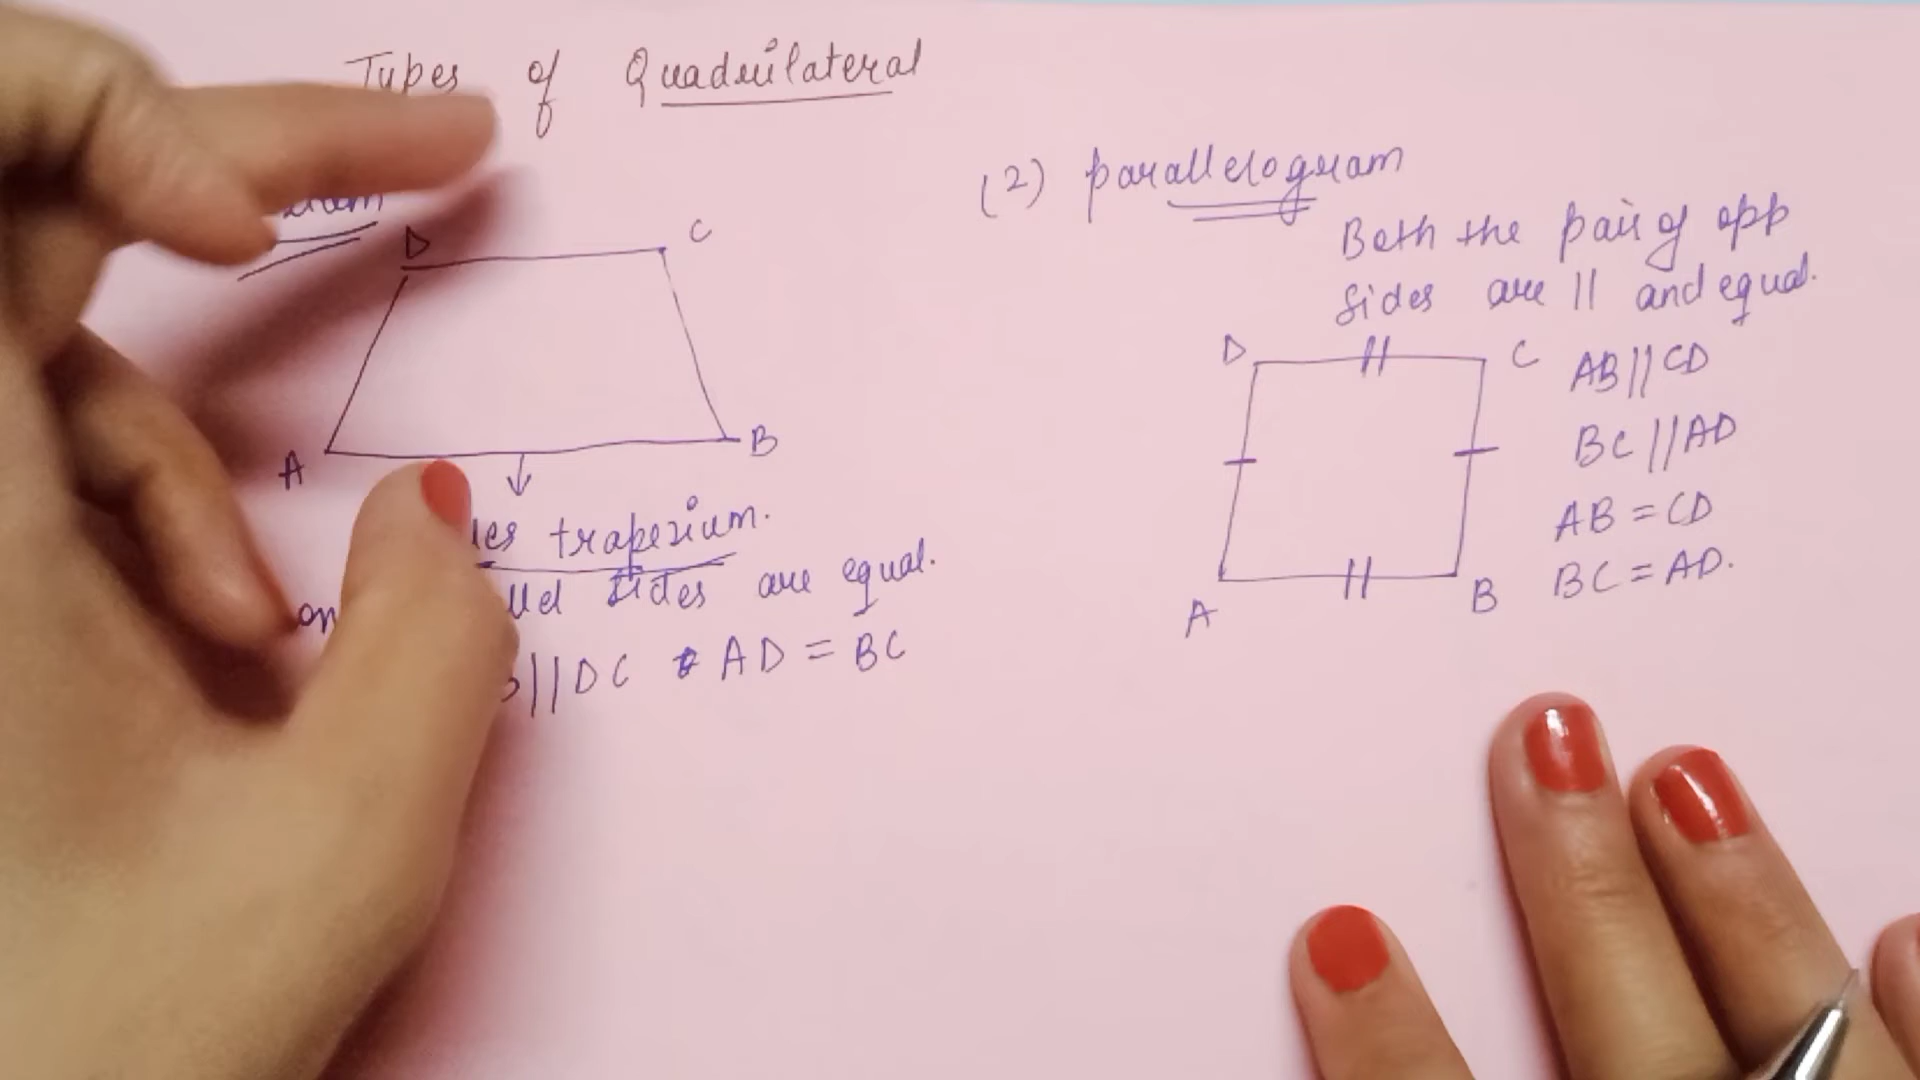 Types of Quadrilateral
D C
A B
trapezium.
sides are equal.
||DC AD = BC
(2) parallelogram
Both the pair of opp
sides are || and equal.
D C
A B
AB||CD
BC||AD
AB = CD
BC = AD.